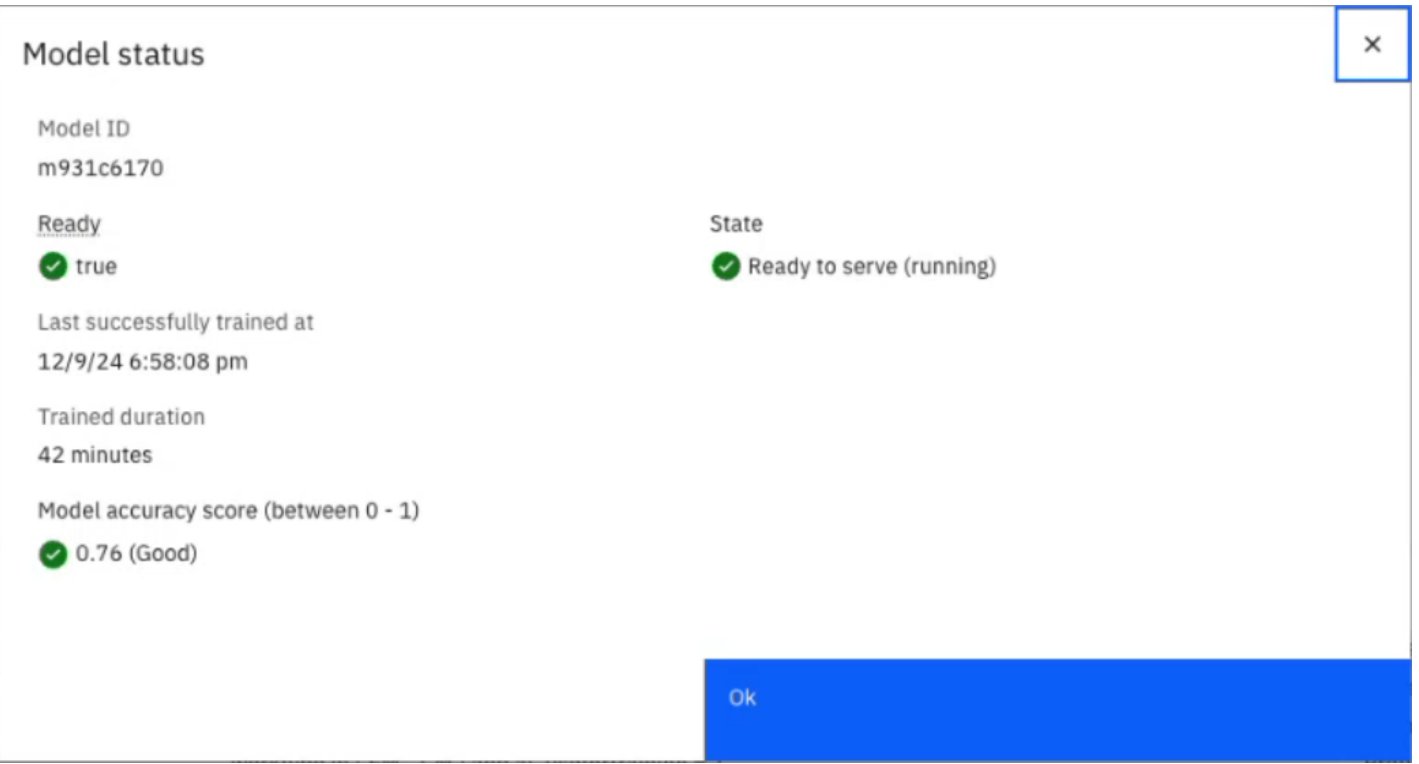 Model status
Model ID
m931c6170
Ready
State
true
Ready to serve (running)
Last successfully trained at
12/9/24 6:58:08 pm
Trained duration
42 minutes
Model accuracy score (between 0 - 1)
0.76 (Good)
Ok